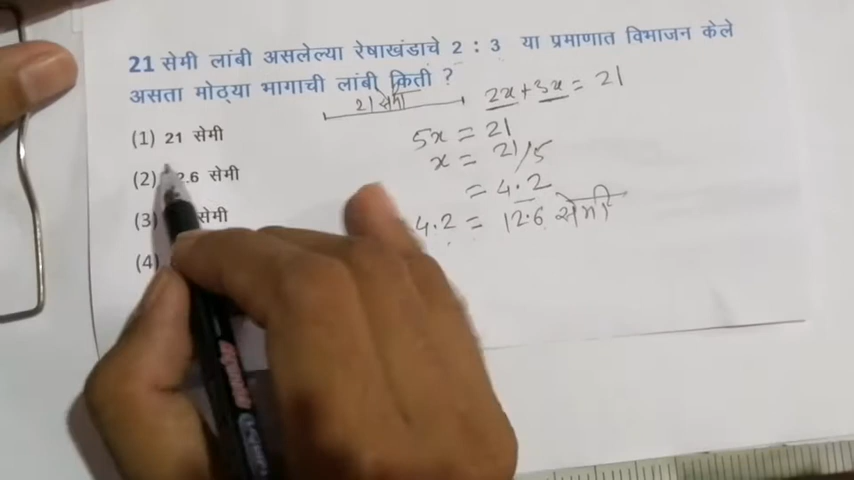 21 सेमी लांबी असलेल्या रेषाखंडाचे 2 : 3 या प्रमाणात विभाजन केले
असता मोठ्या भागाची लांबी किती ?
21 सेमी
2x + 3x = 21
(1) 21 सेमी
5x = 21
x = 21/5
(2) 2.6 सेमी
= 4.2
(3) सेमी
4.2 = 12.6 सेमी
(4)